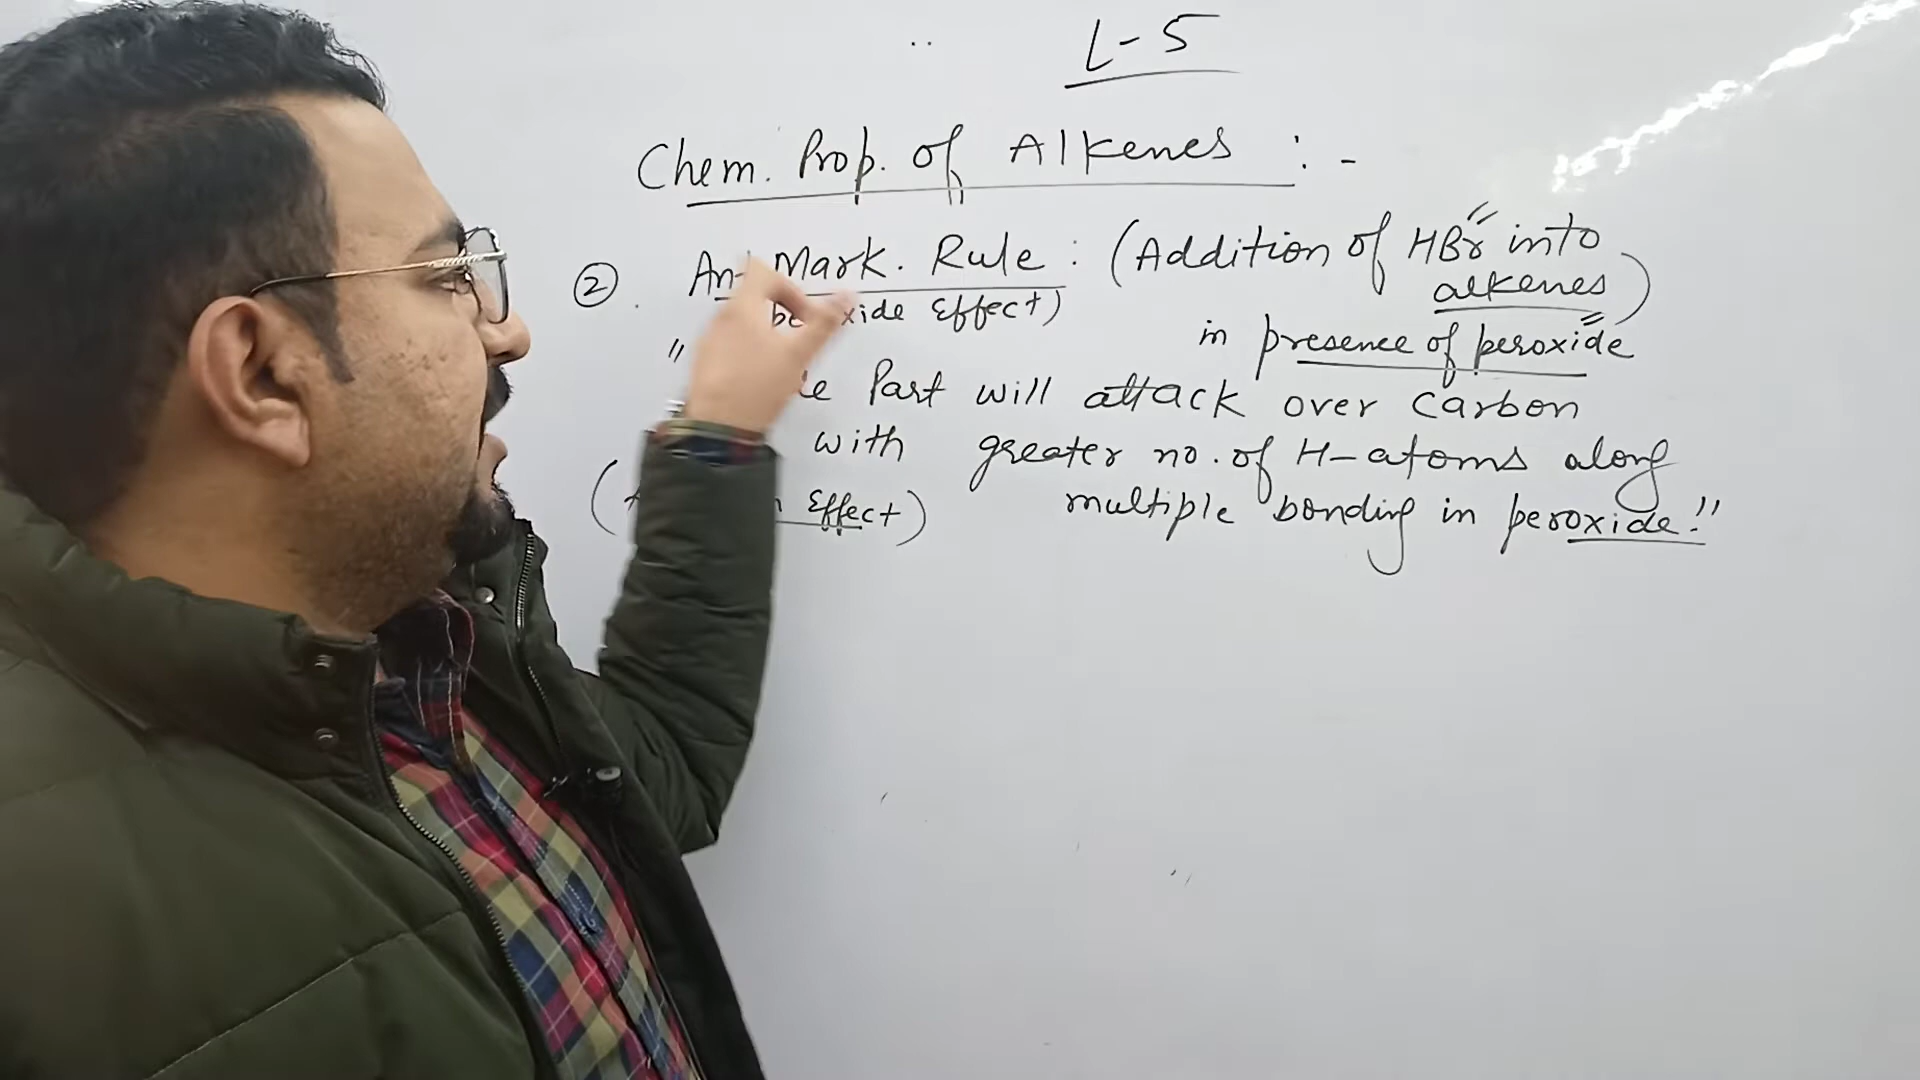 L-5
Chem. Prop. of Alkenes :-
② . Mark. Rule : (Addition of HBr into
alkenes)
Effect) in presence of peroxide
" Part will attack over carbon
with greater no. of H-atoms along
( Effect) multiple bonding in peroxide."